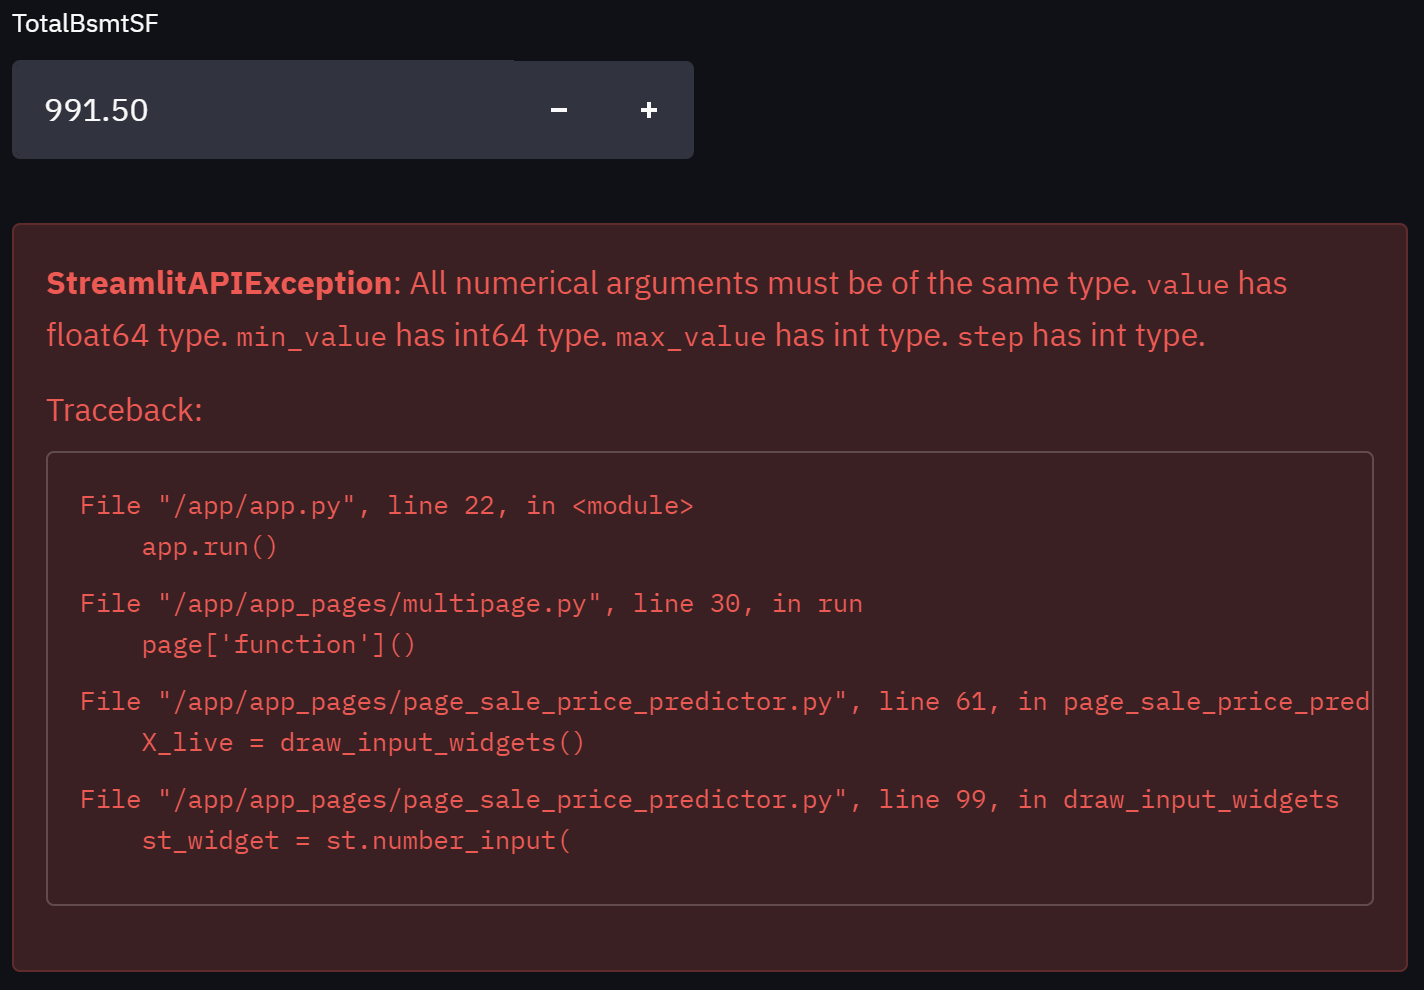 TotalBsmtSF
991.50
StreamlitAPIException: All numerical arguments must be of the same type. value has
float64 type. min_value has int64 type. max_value has int type. step has int type.
Traceback:
File "/app/app.py", line 22, in <module>
    app.run()
File "/app/app_pages/multipage.py", line 30, in run
    page['function']()
File "/app/app_pages/page_sale_price_predictor.py", line 61, in page_sale_price_pred
    X_live = draw_input_widgets()
File "/app/app_pages/page_sale_price_predictor.py", line 99, in draw_input_widgets
    st_widget = st.number_input(